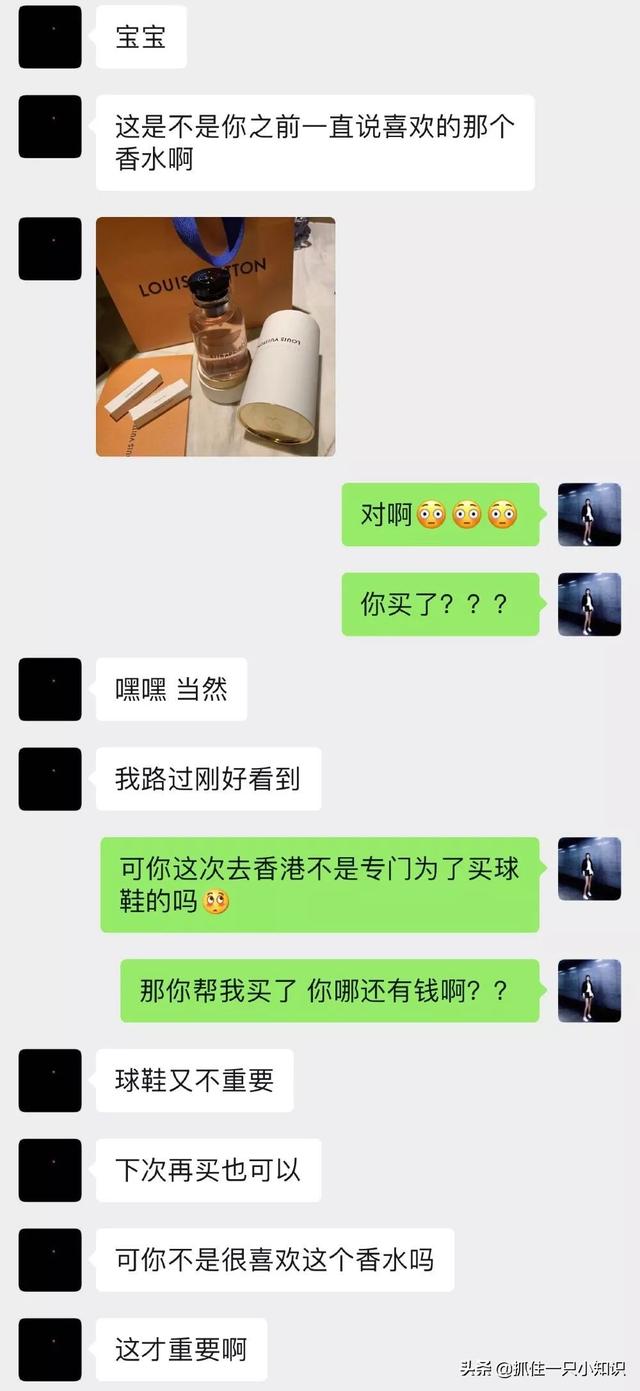 宝宝
这是不是你之前一直说喜欢的那个
香水啊
LOUIS VUITTON
LOUIS VUITTON
对啊😳😳😳
你买了？？？
嘿嘿 当然
我路过刚好看到
可你这次去香港不是专门为了买球
鞋的吗🥺
那你帮我买了 你哪还有钱啊？？
球鞋又不重要
下次再买也可以
可你不是很喜欢这个香水吗
这才重要啊
头条 @抓住一只小知识